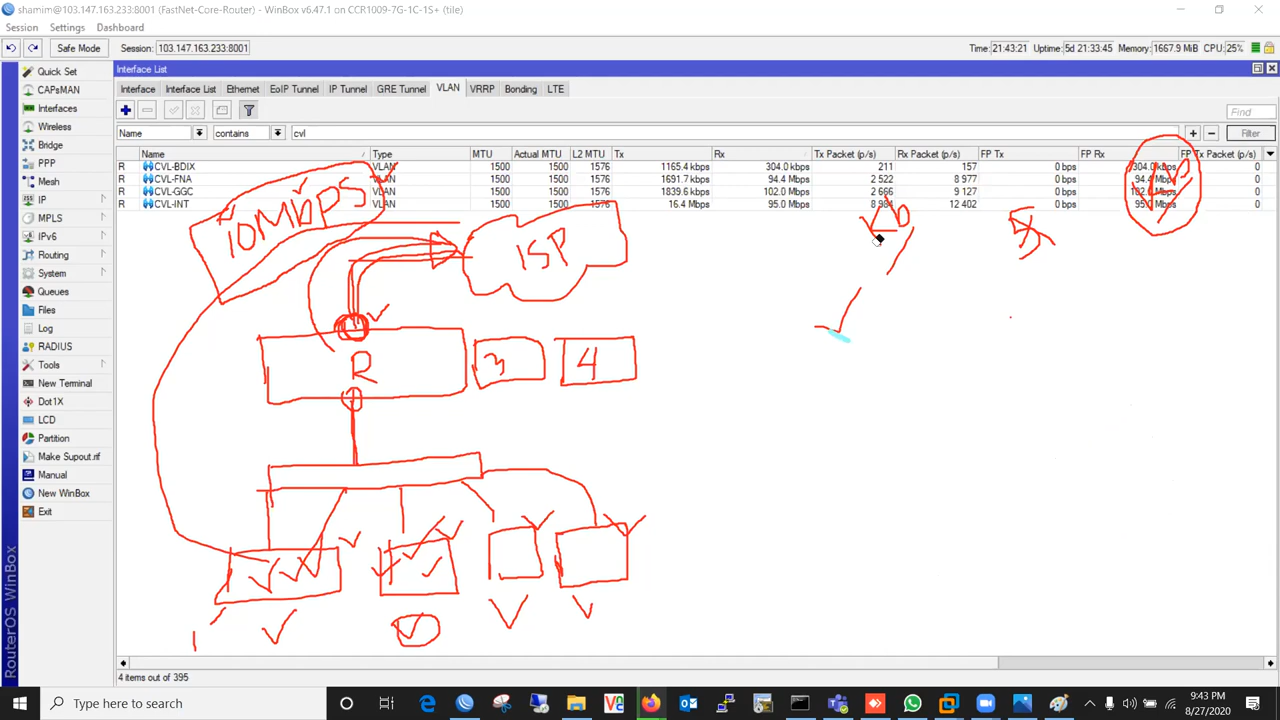 shamim@103.147.163.233:8001 (FastNet-Core-Router) - WinBox v6.47.1 on CCR1009-7G-1C-1S+ (tile)
Session Settings Dashboard
Safe Mode Session: 103.147.163.233:8001 Time: 21:43:21 Uptime: 5d 21:33:45 Memory: 1667.9 MiB CPU: 25%
Interface List
Interface Interface List Ethernet EoIP Tunnel IP Tunnel GRE Tunnel VLAN VRRP Bonding LTE
Find
Name contains cvl Filter
Name Type MTU Actual MTU L2 MTU Tx Rx Tx Packet (p/s) Rx Packet (p/s) FP Tx FP Rx FP Tx Packet (p/s)
R CVL-BDIX VLAN 1500 1500 1576 1165.4 kbps 304.0 kbps 211 157 0 bps 304.0 kbps 0
R CVL-FNA VLAN 1500 1500 1576 1691.7 kbps 94.4 Mbps 2 522 8 977 0 bps 94.4 Mbps 0
R CVL-GGC VLAN 1500 1500 1576 1839.6 kbps 102.0 Mbps 2 666 9 127 0 bps 0
R CVL-INT VLAN 1500 1500 1576 16.4 Mbps 95.0 Mbps 8 984 12 402 0 bps 0
Quick Set
CAPsMAN
Interfaces
Wireless
Bridge
PPP
Mesh
IP
MPLS
IPv6
Routing
System
Queues
Files
Log
RADIUS
Tools
New Terminal
Dot1X
LCD
Partition
Make Supout.rif
Manual
New WinBox
Exit
RouterOS WinBox
10Mbps
ISP
R
3
4
4 items out of 395
Type here to search
9:43 PM
8/27/2020